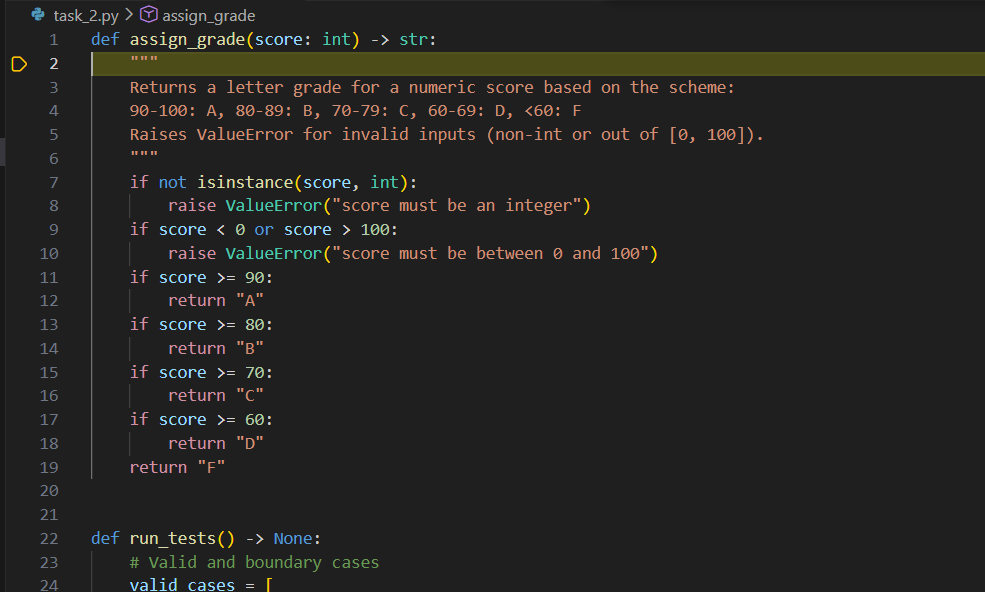 task_2.py > assign_grade
1 def assign_grade(score: int) -> str:
2     """
3     Returns a letter grade for a numeric score based on the scheme:
4     90-100: A, 80-89: B, 70-79: C, 60-69: D, <60: F
5     Raises ValueError for invalid inputs (non-int or out of [0, 100]).
6     """
7     if not isinstance(score, int):
8         raise ValueError("score must be an integer")
9     if score < 0 or score > 100:
10         raise ValueError("score must be between 0 and 100")
11     if score >= 90:
12         return "A"
13     if score >= 80:
14         return "B"
15     if score >= 70:
16         return "C"
17     if score >= 60:
18         return "D"
19     return "F"
20
21
22 def run_tests() -> None:
23     # Valid and boundary cases
24     valid_cases = [